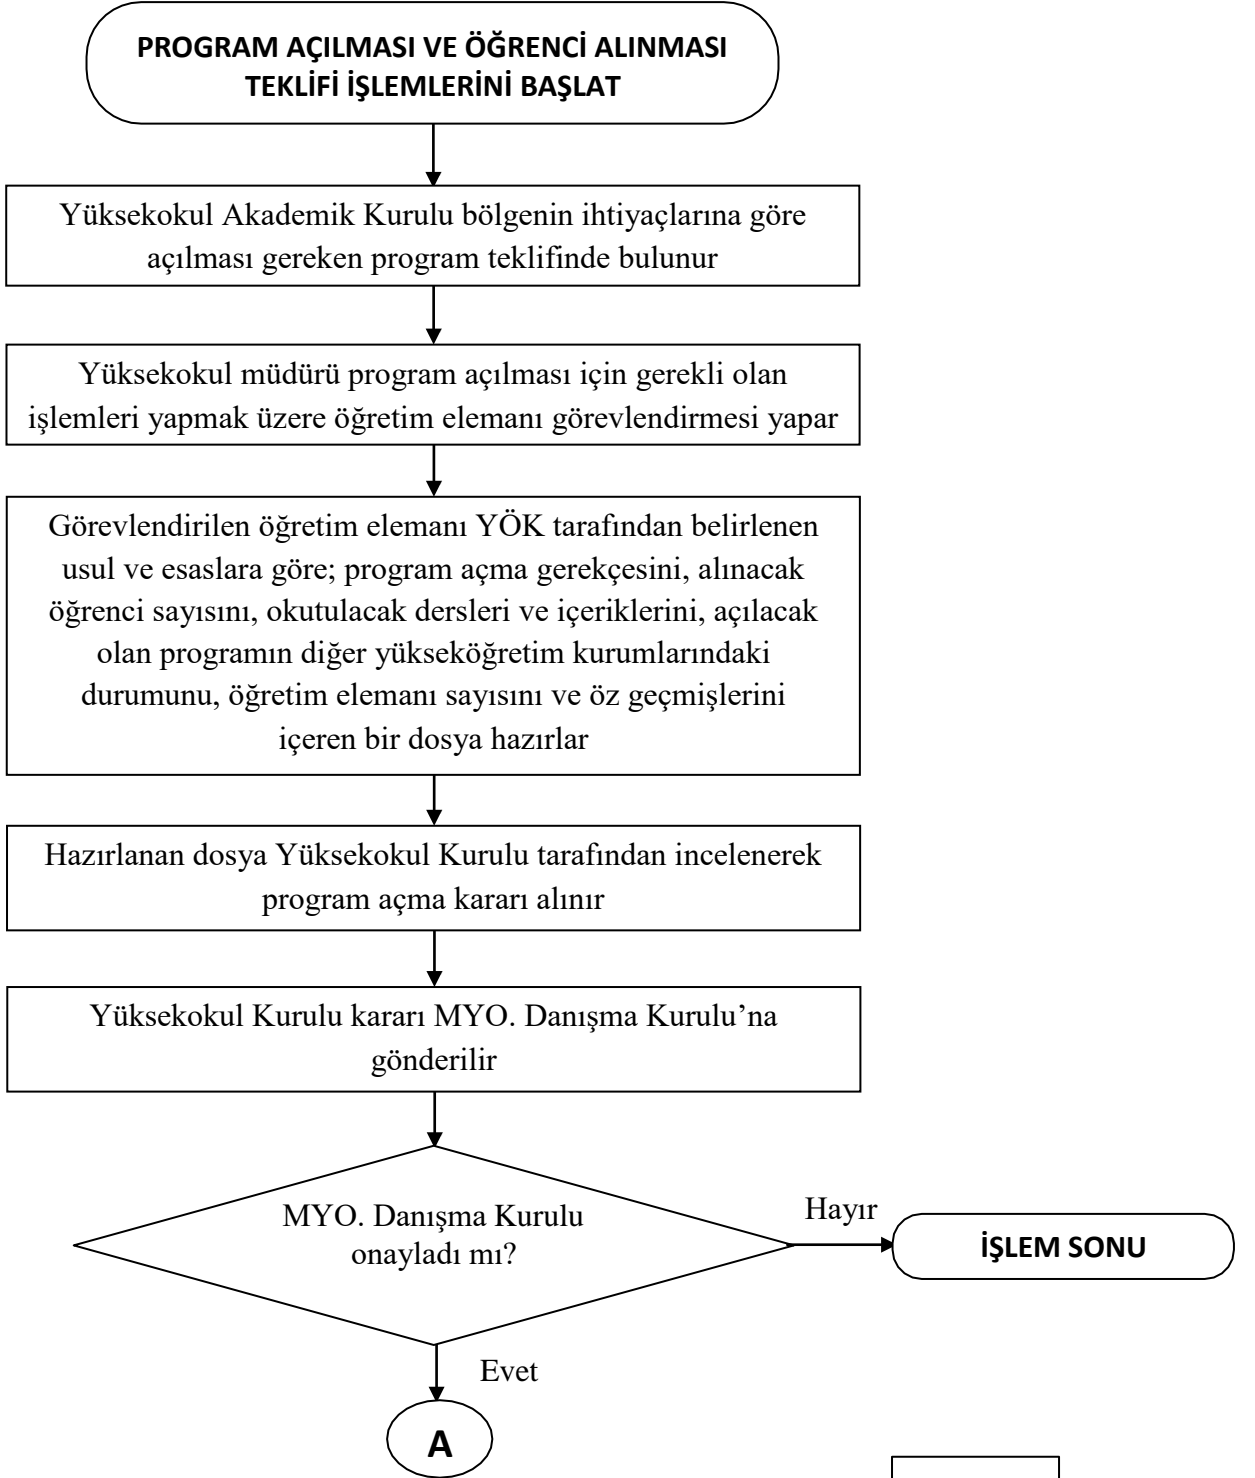 PROGRAM AÇILMASI VE ÖĞRENCİ ALINMASI
TEKLİFİ İŞLEMLERİNİ BAŞLAT
Yüksekokul Akademik Kurulu bölgenin ihtiyaçlarına göre
açılması gereken program teklifinde bulunur
Yüksekokul müdürü program açılması için gerekli olan
işlemleri yapmak üzere öğretim elemanı görevlendirmesi yapar
Görevlendirilen öğretim elemanı YÖK tarafından belirlenen
usul ve esaslara göre; program açma gerekçesini, alınacak
öğrenci sayısını, okutulacak dersleri ve içeriklerini, açılacak
olan programın diğer yükseköğretim kurumlarındaki
durumunu, öğretim elemanı sayısını ve öz geçmişlerini
içeren bir dosya hazırlar
Hazırlanan dosya Yüksekokul Kurulu tarafından incelenerek
program açma kararı alınır
Yüksekokul Kurulu kararı MYO. Danışma Kurulu’na
gönderilir
MYO. Danışma Kurulu
onayladı mı?
Hayır
İŞLEM SONU
Evet
A